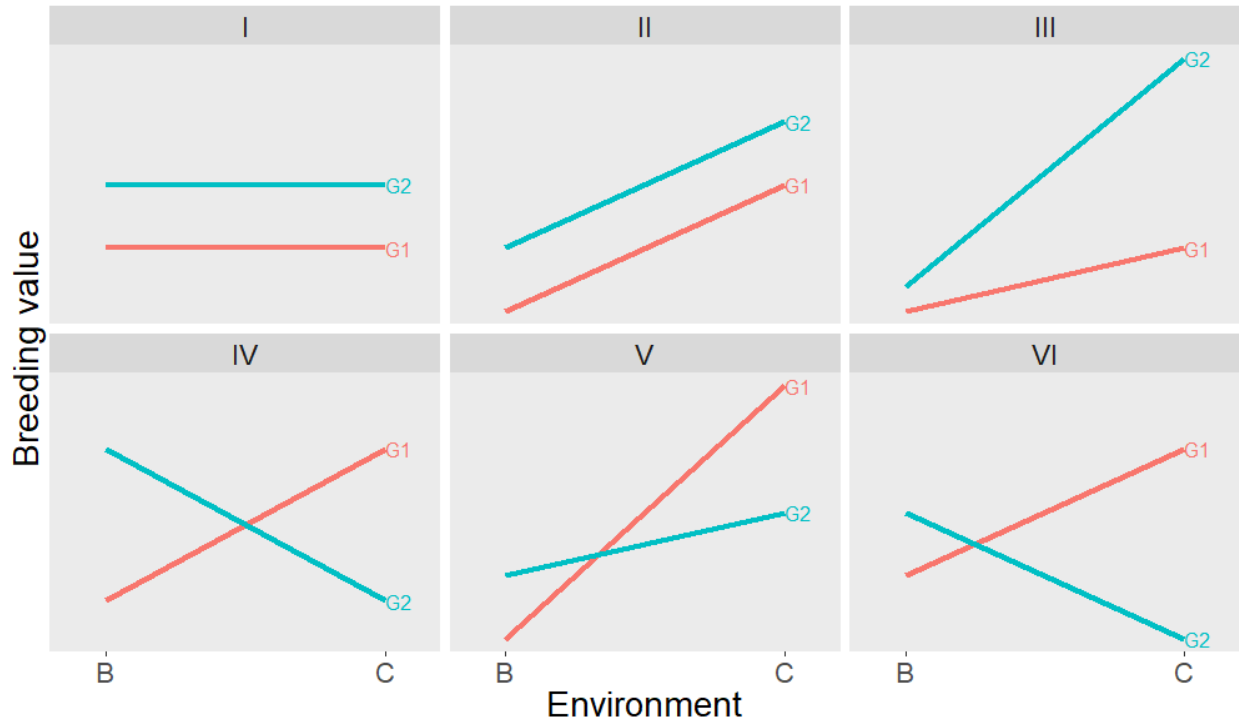 I II III
G2
G2
G2
G1
G1
G1
Breeding value
IV V VI
G1
G1
G1
G2
G2
G2
B C B C B C
Environment